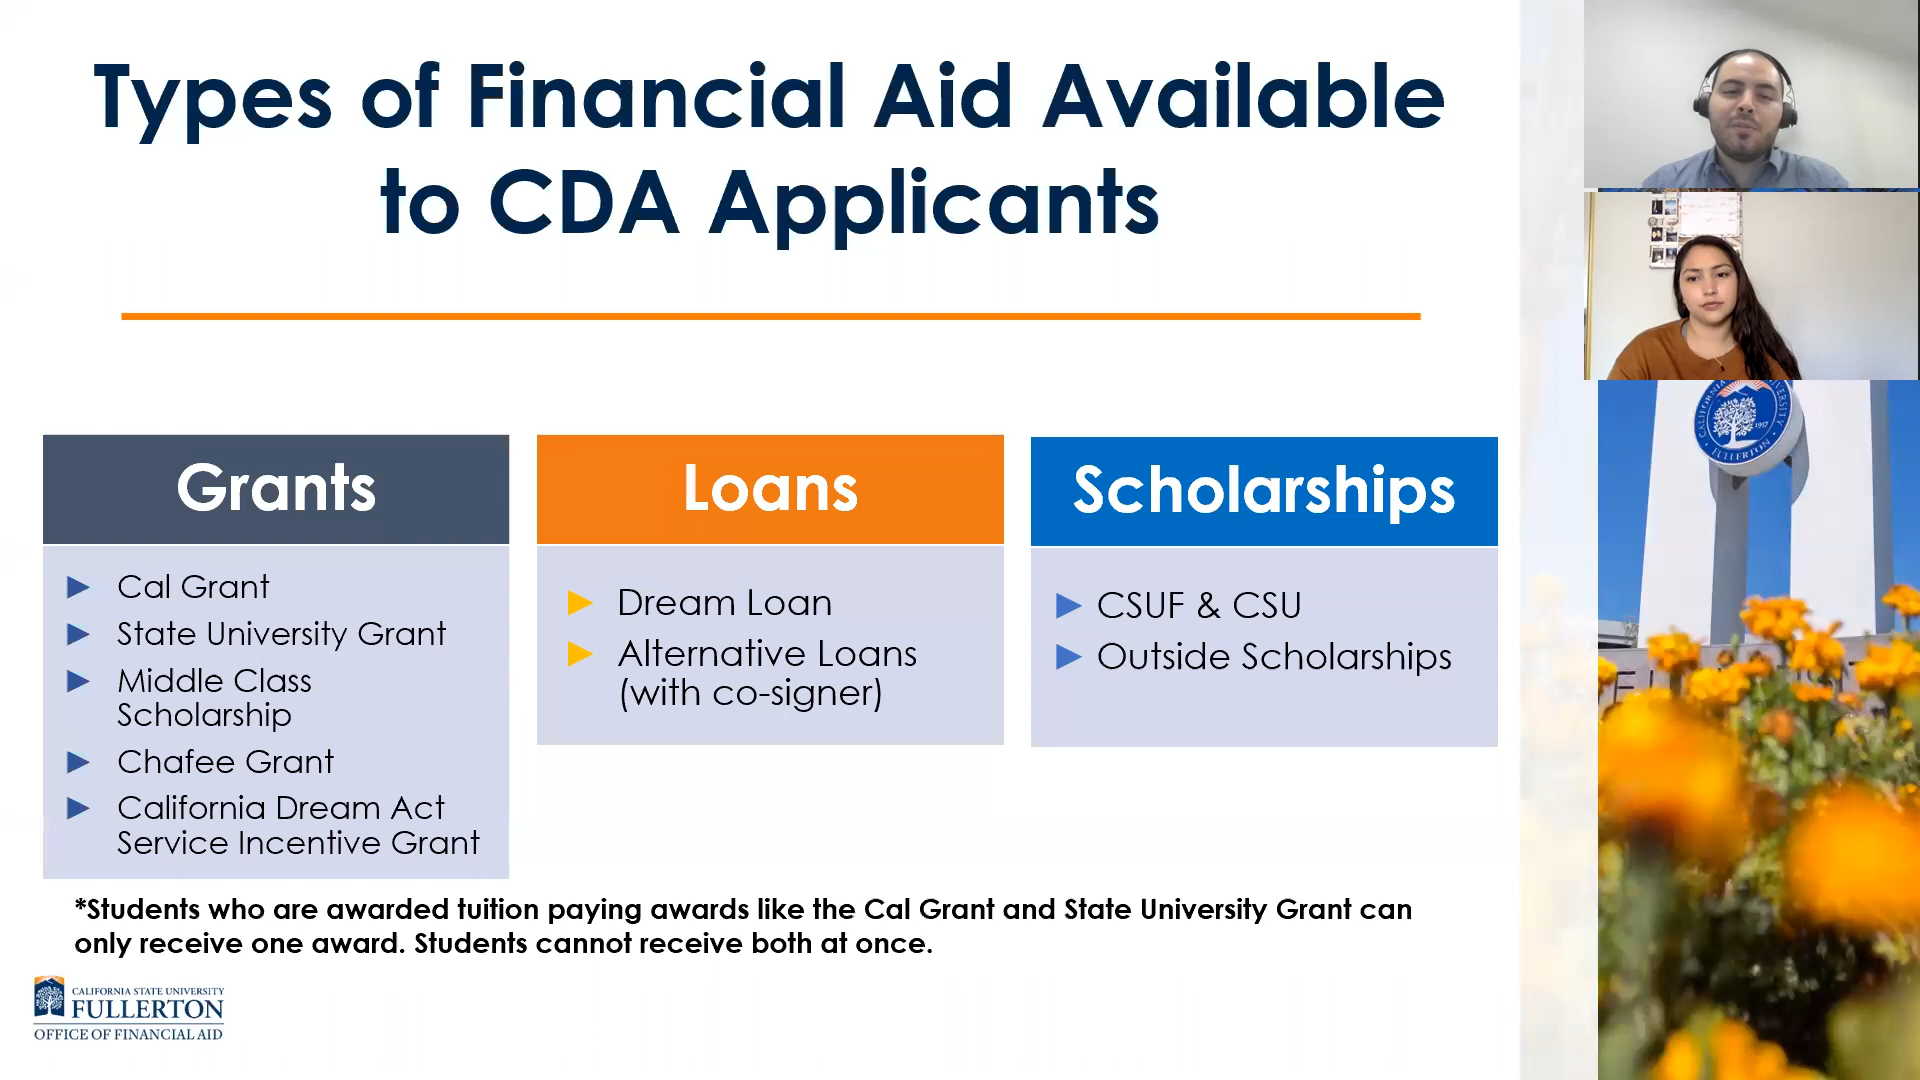 Types of Financial Aid Available
to CDA Applicants
Grants
► Cal Grant
► State University Grant
► Middle Class
Scholarship
► Chafee Grant
► California Dream Act
Service Incentive Grant
Loans
► Dream Loan
► Alternative Loans
(with co-signer)
Scholarships
► CSUF & CSU
► Outside Scholarships
*Students who are awarded tuition paying awards like the Cal Grant and State University Grant can
only receive one award. Students cannot receive both at once.
CALIFORNIA STATE UNIVERSITY
FULLERTON
OFFICE OF FINANCIAL AID
FULLERTON
1957